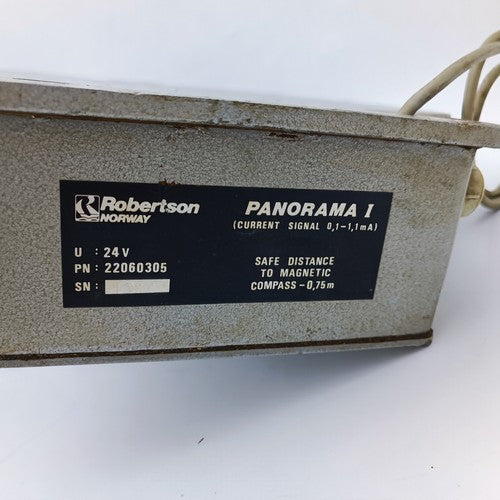 Robertson
NORWAY
PANORAMA I
(CURRENT SIGNAL 0,1-1,1mA)
U : 24V
PN : 22060305
SN :
SAFE DISTANCE
TO MAGNETIC
COMPASS - 0,75m